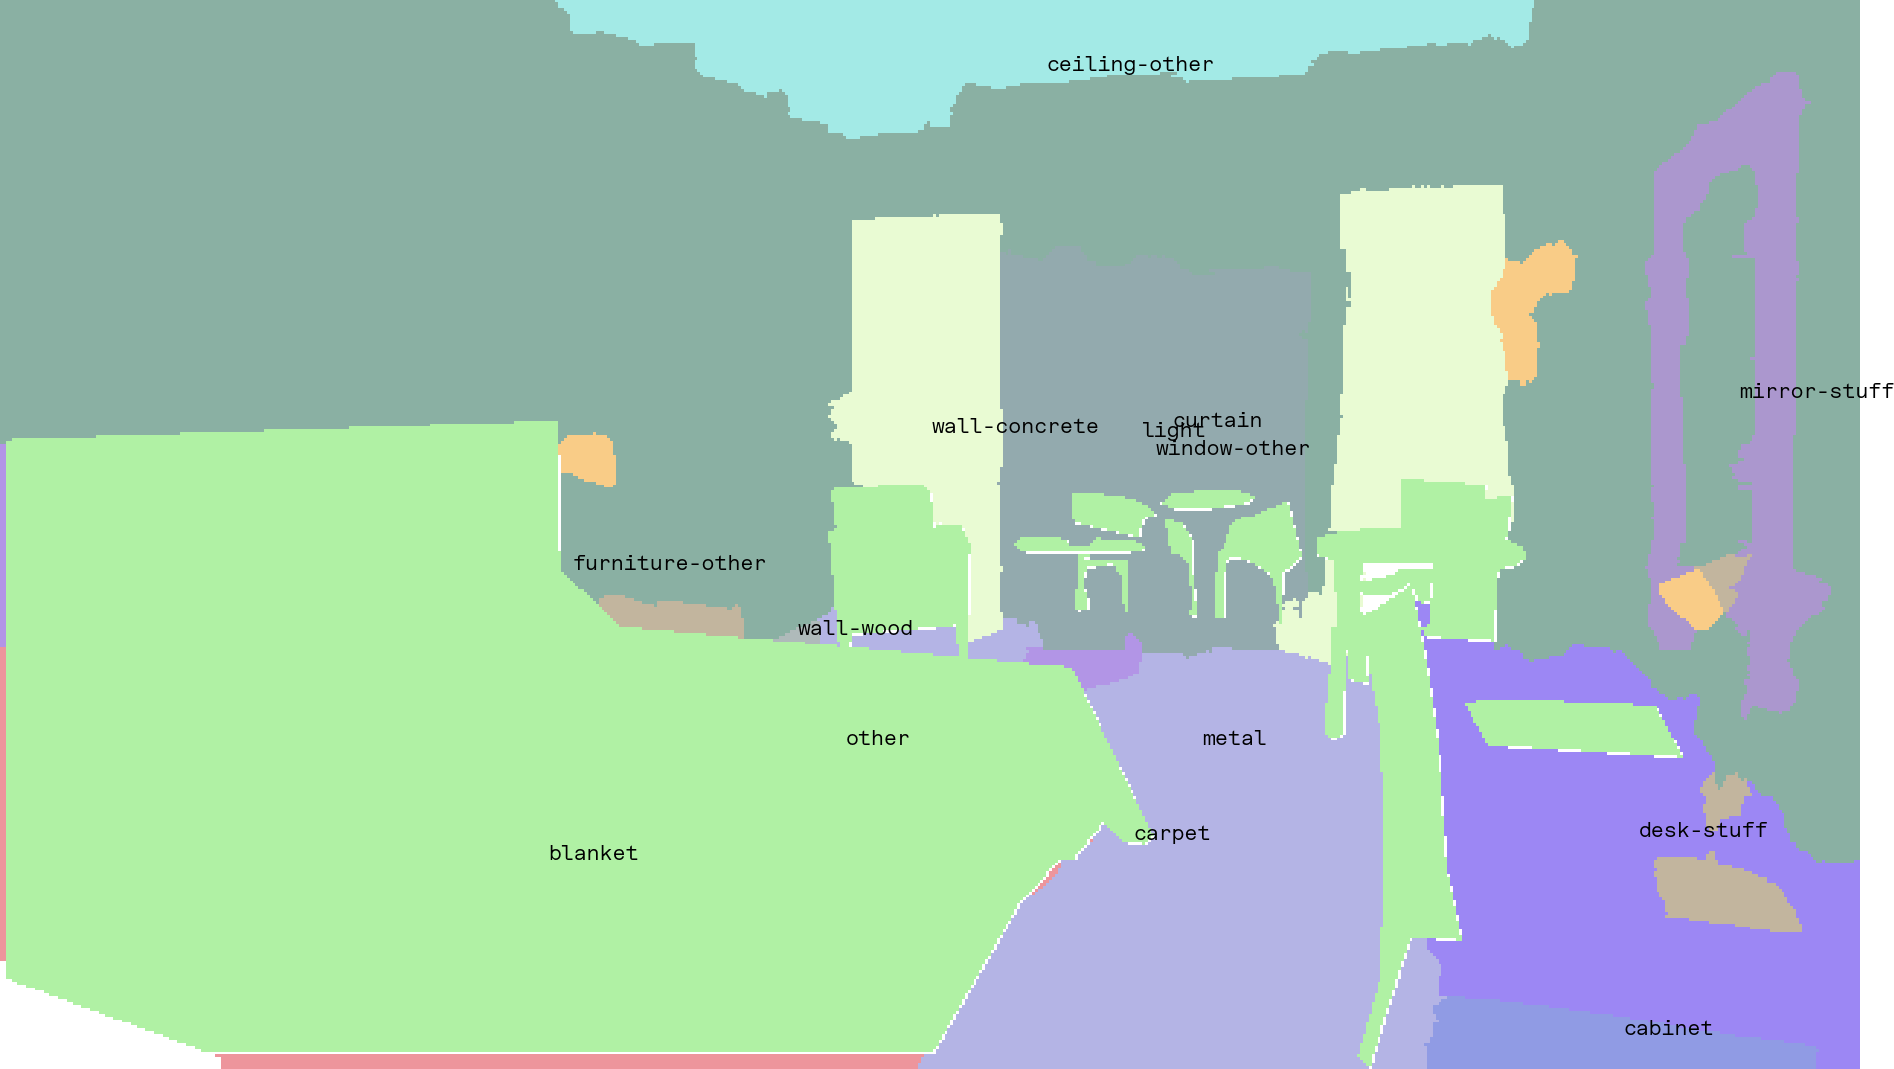 ceiling-other
mirror-stuff
curtain
wall-concrete
light
window-other
furniture-other
wall-wood
other
metal
desk-stuff
carpet
blanket
cabinet